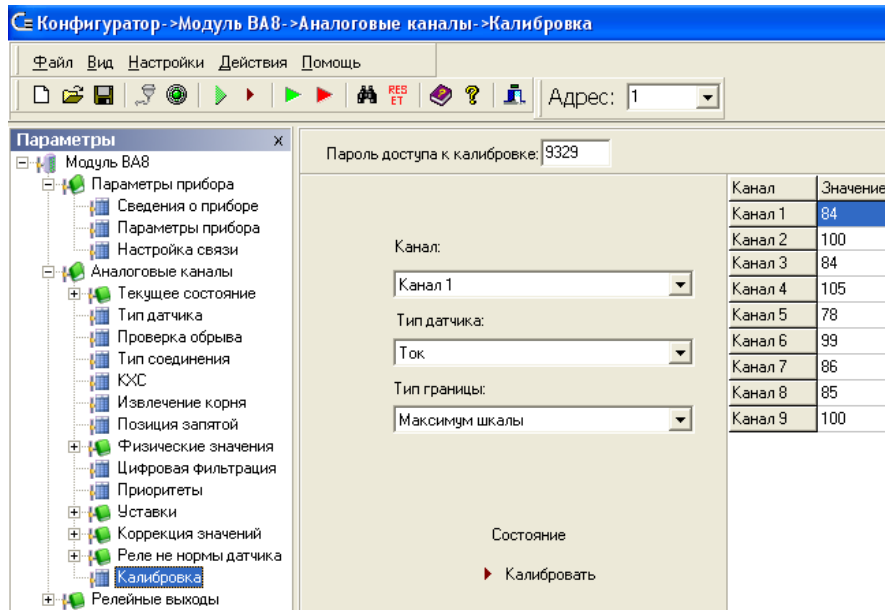 Конфигуратор->Модуль BA8->Аналоговые каналы->Калибровка
Файл Вид Настройки Действия Помощь
RES
ET
Адрес: 1
Параметры x
Модуль BA8
Параметры прибора
Сведения о приборе
Параметры прибора
Настройка связи
Аналоговые каналы
Текущее состояние
Тип датчика
Проверка обрыва
Тип соединения
КХС
Извлечение корня
Позиция запятой
Физические значения
Цифровая фильтрация
Приоритеты
Уставки
Коррекция значений
Реле не нормы датчика
Калибровка
Релейные выходы
Пароль доступа к калибровке: 9329
Канал:
Канал 1
Тип датчика:
Ток
Тип границы:
Максимум шкалы
Состояние
Калибровать
Канал Значение
Канал 1 84
Канал 2 100
Канал 3 84
Канал 4 105
Канал 5 78
Канал 6 99
Канал 7 86
Канал 8 85
Канал 9 100